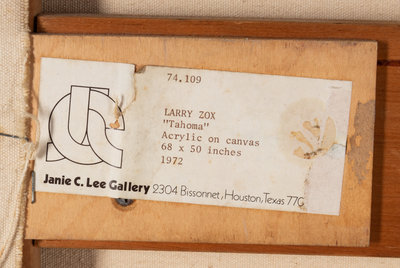 74.109
LARRY ZOX
"Tahoma"
Acrylic on canvas
68 x 50 inches
1972
Janie C. Lee Gallery 2304 Bissonnet, Houston, Texas 770